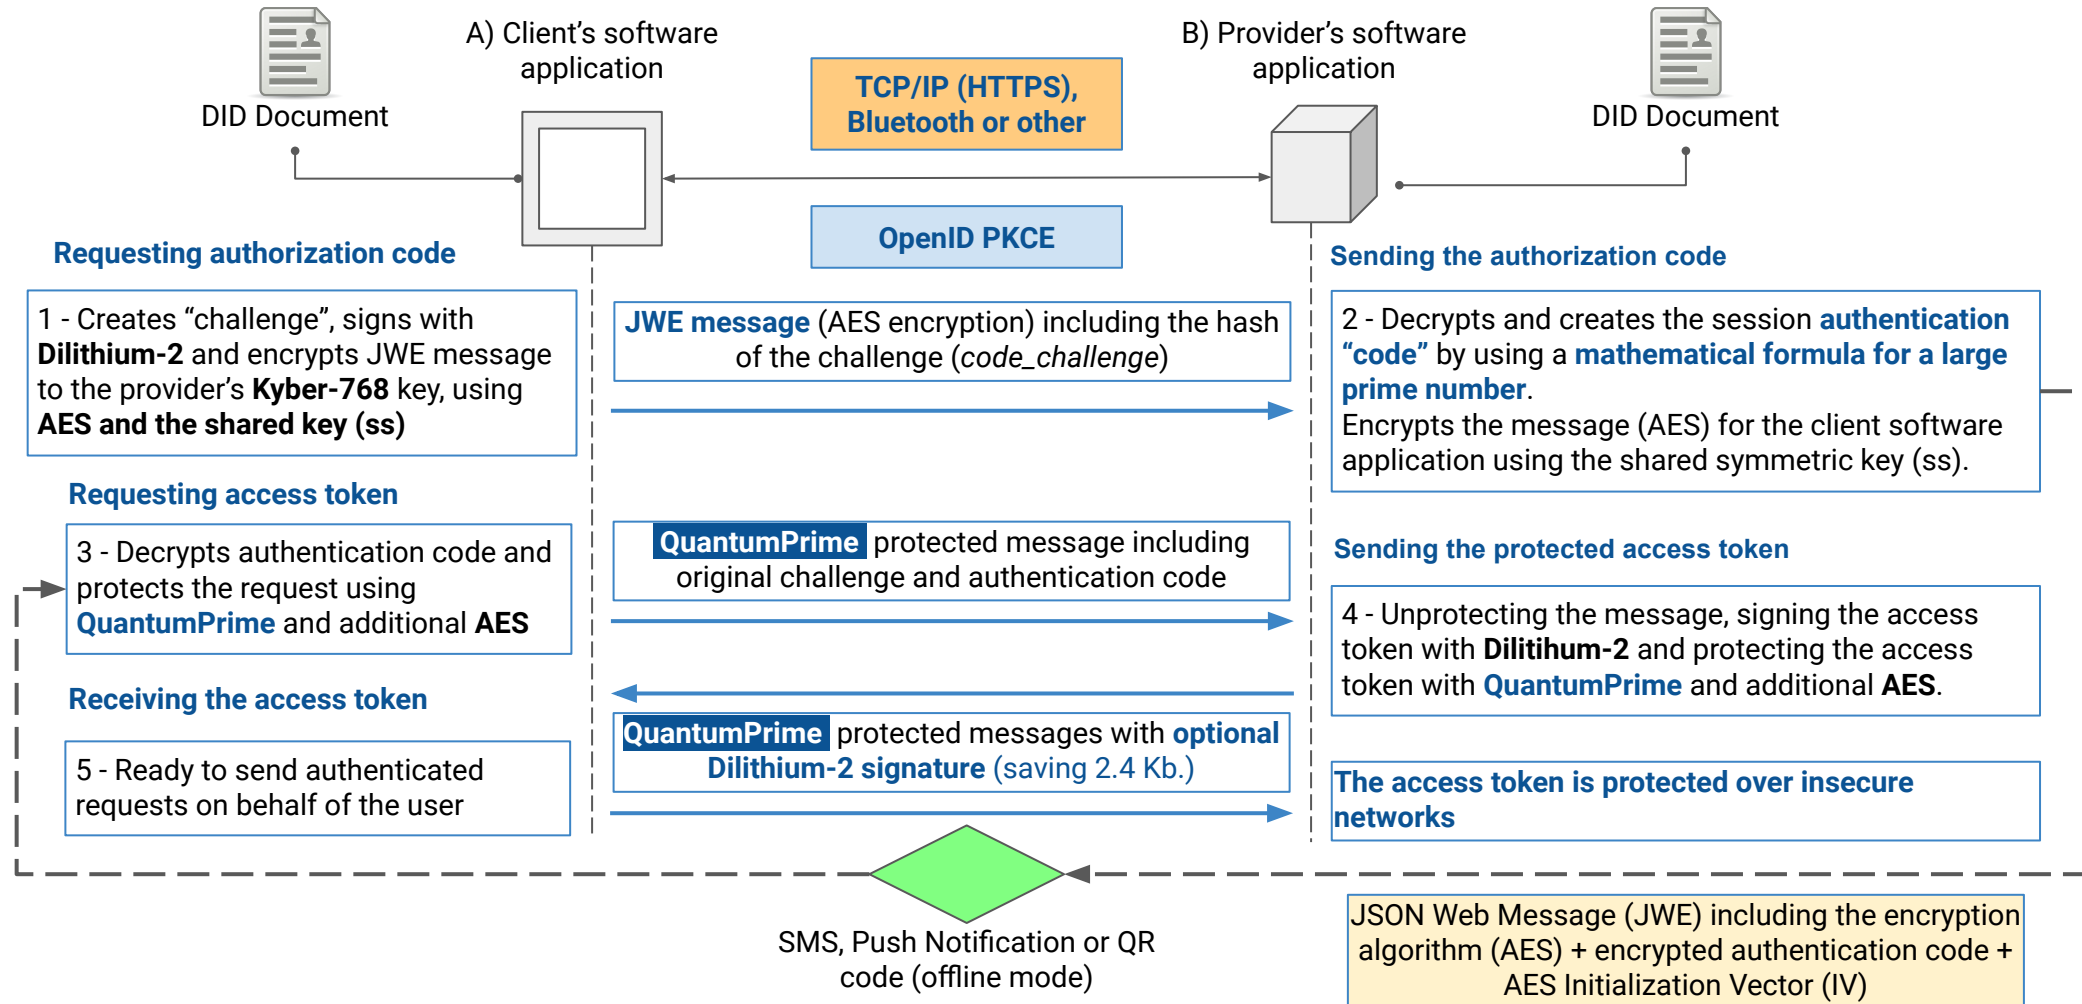 A) Client’s software
application
B) Provider’s software
application
DID Document
DID Document
TCP/IP (HTTPS),
Bluetooth or other
OpenID PKCE
Requesting authorization code
1 - Creates “challenge”, signs with
Dilithium-2 and encrypts JWE message
to the provider’s Kyber-768 key, using
AES and the shared key (ss)
JWE message (AES encryption) including the hash
of the challenge (code_challenge)
Sending the authorization code
2 - Decrypts and creates the session authentication
“code” by using a mathematical formula for a large
prime number.
Encrypts the message (AES) for the client software
application using the shared symmetric key (ss).
Requesting access token
3 - Decrypts authentication code and
protects the request using
QuantumPrime and additional AES
QuantumPrime protected message including
original challenge and authentication code
Sending the protected access token
4 - Unprotecting the message, signing the access
token with Dilitihum-2 and protecting the access
token with QuantumPrime and additional AES.
Receiving the access token
5 - Ready to send authenticated
requests on behalf of the user
QuantumPrime protected messages with optional
Dilithium-2 signature (saving 2.4 Kb.)
The access token is protected over insecure
networks
SMS, Push Notification or QR
code (offline mode)
JSON Web Message (JWE) including the encryption
algorithm (AES) + encrypted authentication code +
AES Initialization Vector (IV)